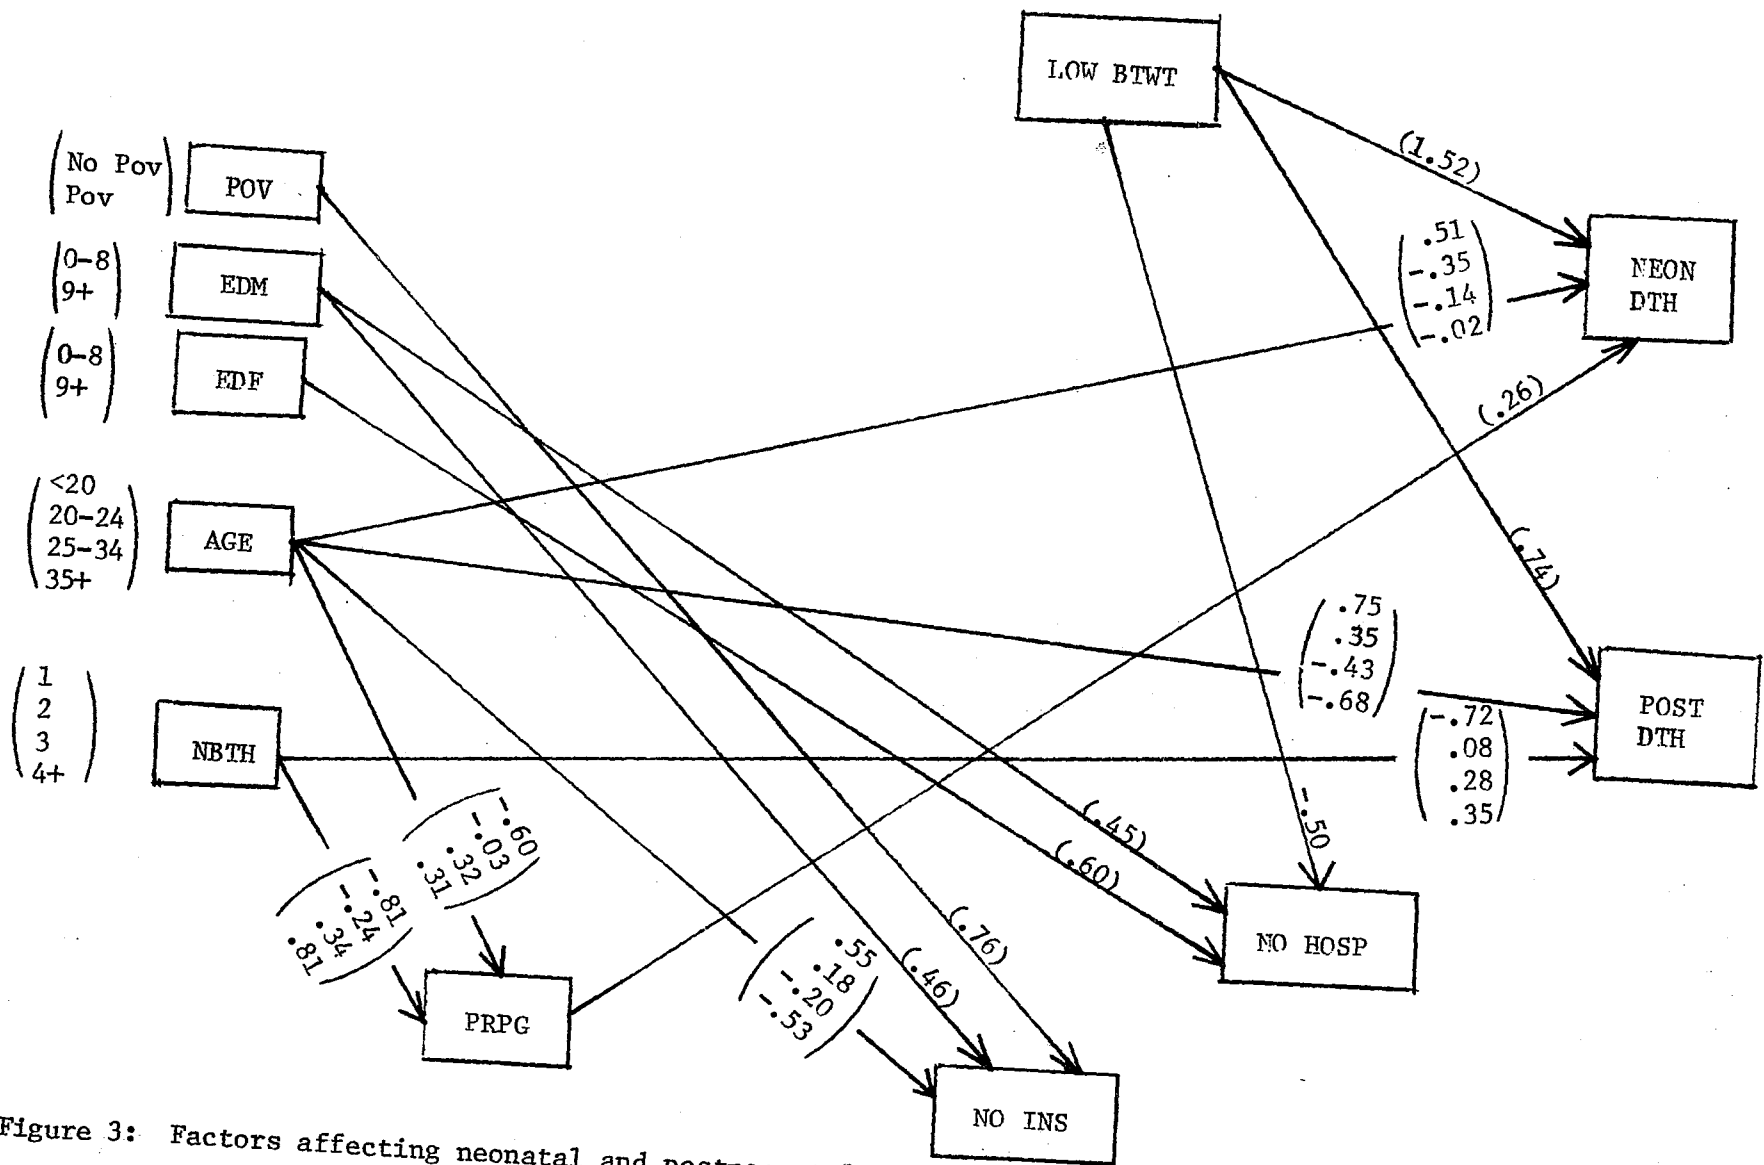 LOW BTWT
(1.52)
No Pov
Pov
POV
0-8
9+
EDM
0-8
9+
EDF
.51
-.35
-.14
-.02
NEON
DTH
(.26)
<20
20-24
25-34
35+
AGE
(.74)
.75
.35
-.43
-.68
1
2
3
4+
NBTH
-.72
.08
.28
.35
POST
DTH
-.60
-.03
.32
.31
-.81
-.24
.34
.81
-.50
(.45)
(.60)
NO HOSP
(.76)
(.46)
.55
.18
-.20
-.53
PRPG
NO INS
Figure 3: Factors affecting neonatal and